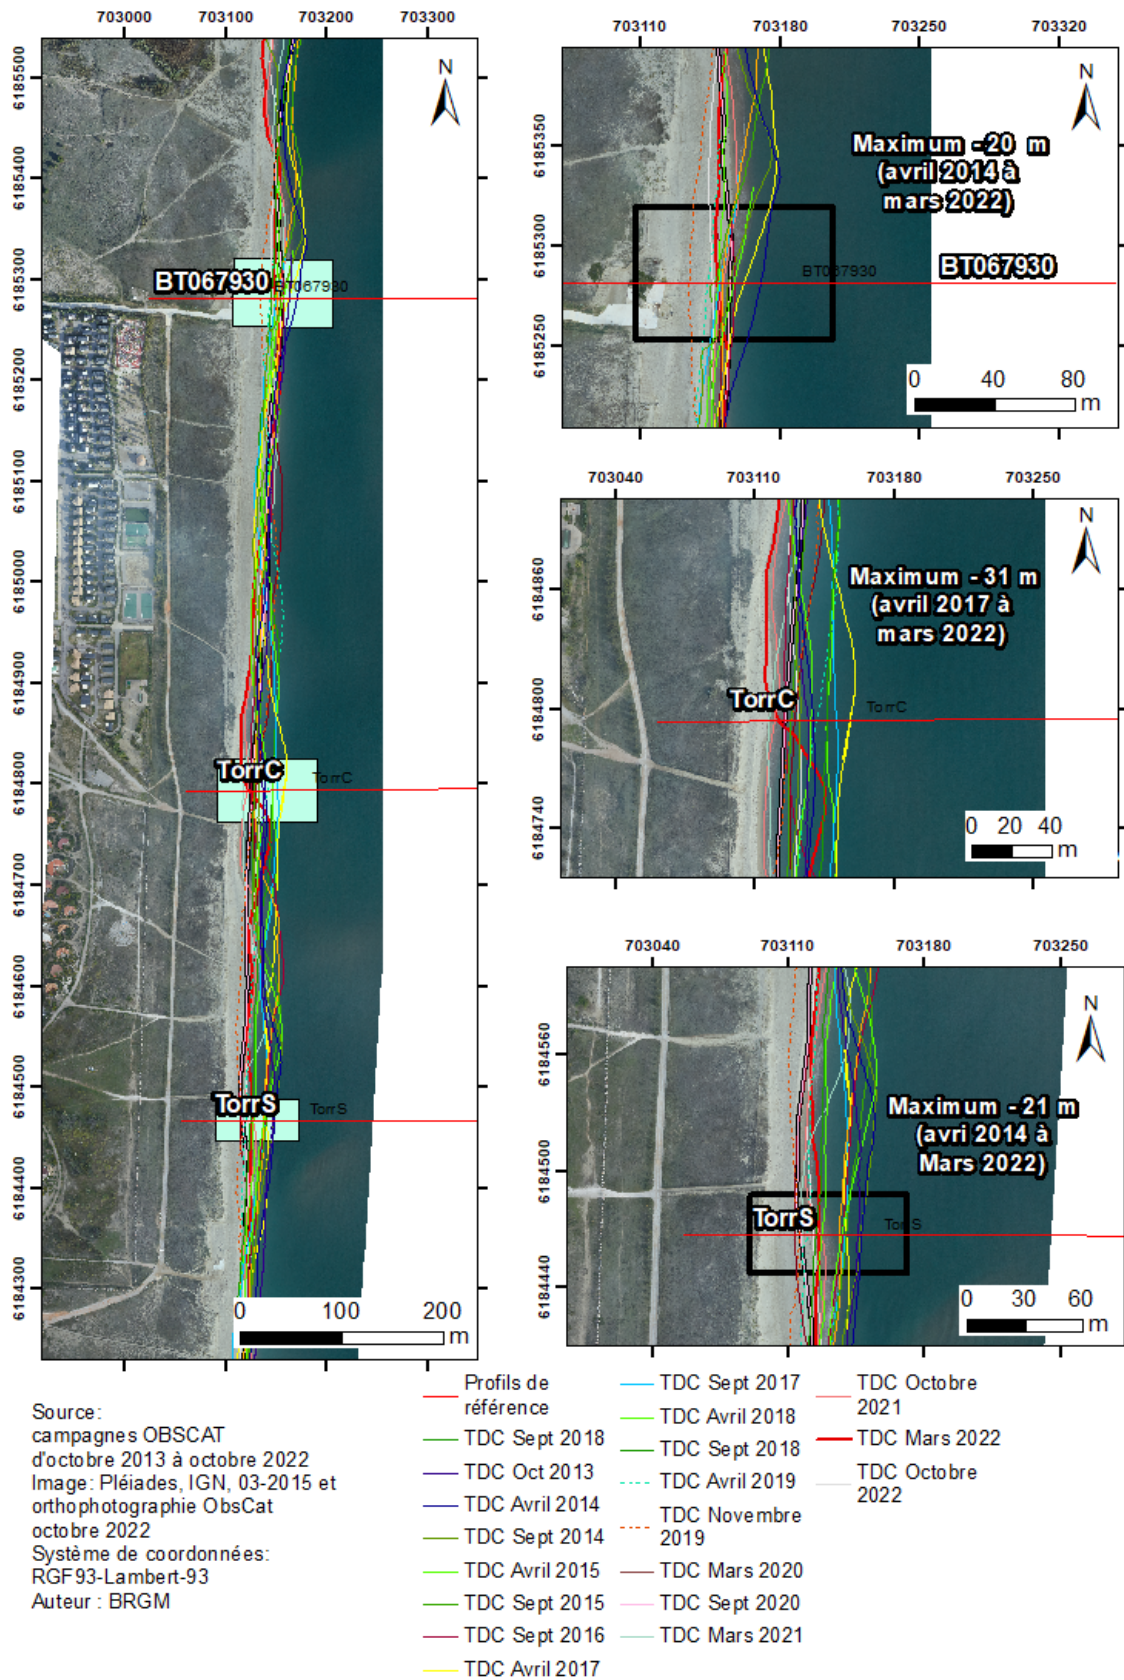 703000
703100
703200
703300
6185500
6185400
6185300
6185200
6185100
6185000
6184900
6184800
6184700
6184600
6184500
6184400
6184300
N
BT067930
BT067930
TorrC
TorrC
TorrS
TorrS
0
100
200
m
703110
703180
703250
703320
6185350
6185300
6185250
N
Maximum -20 m
(avril 2014 à
mars 2022)
BT067930
BT067930
0
40
80
m
703040
703110
703180
703250
6184860
6184800
6184740
N
Maximum -31 m
(avril 2017 à
mars 2022)
TorrC
TorrC
0
20
40
m
703040
703110
703180
703250
6184560
6184500
6184440
N
Maximum -21 m
(avri 2014 à
Mars 2022)
TorrS
TorrS
0
30
60
m
Source:
campagnes OBSCAT
d'octobre 2013 à octobre 2022
Image: Pléiades, IGN, 03-2015 et
orthophotographie ObsCat
octobre 2022
Système de coordonnées:
RGF93-Lambert-93
Auteur : BRGM
Profils de
référence
TDC Sept 2018
TDC Oct 2013
TDC Avril 2014
TDC Sept 2014
TDC Avril 2015
TDC Sept 2015
TDC Sept 2016
TDC Avril 2017
TDC Sept 2017
TDC Avril 2018
TDC Sept 2018
TDC Avril 2019
TDC Novembre
2019
TDC Mars 2020
TDC Sept 2020
TDC Mars 2021
TDC Octobre
2021
TDC Mars 2022
TDC Octobre
2022